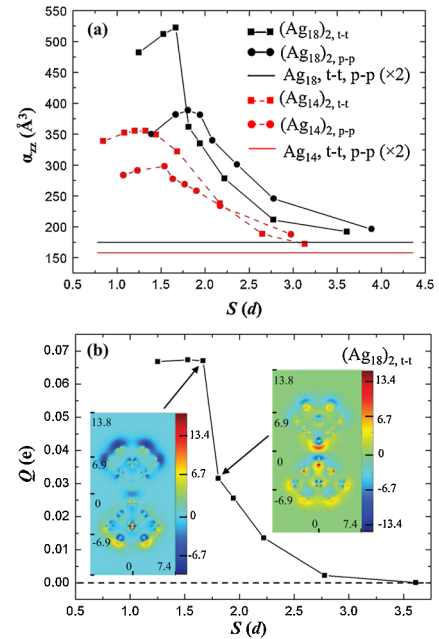 (a)
(Ag18)2, t-t
(Ag18)2, p-p
Ag18, t-t, p-p (×2)
(Ag14)2, t-t
(Ag14)2, p-p
Ag14, t-t, p-p (×2)
αzz (Å3)
550
500
450
400
350
300
250
200
150
0.5 1.0 1.5 2.0 2.5 3.0 3.5 4.0 4.5 5.0
S (d)
(b)
(Ag18)2, t-t
Q (e)
0.07
0.06
0.05
0.04
0.03
0.02
0.01
0.00
13.8
6.9
0
-6.9
0 7.4
13.4
6.7
0
-6.7
13.8
6.9
0
-6.9
0 7.4
13.4
6.7
0
-6.7
-13.4
0.5 1.0 1.5 2.0 2.5 3.0 3.5 4.0
S (d)